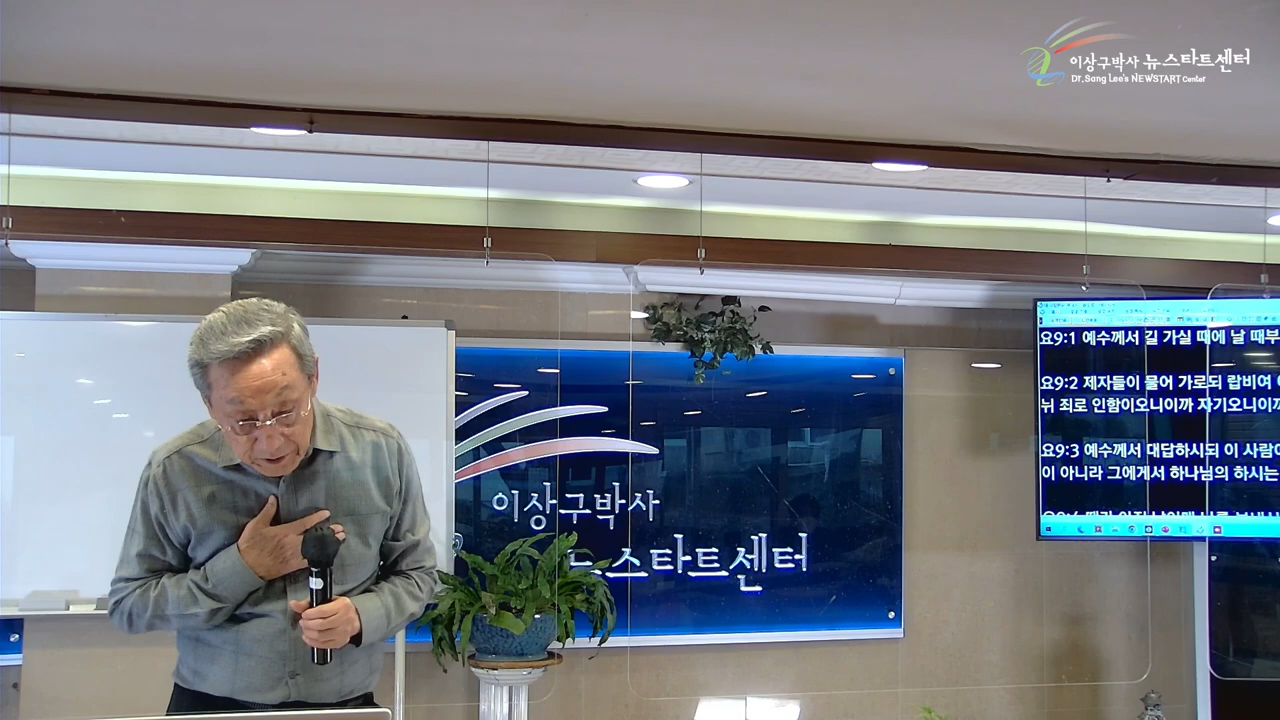 이상구박사 뉴스타트센터
Dr. Sang Lee's NEWSTART Center
이상구박사
뉴스타트센터
요9:1 예수께서 길 가실 때에 날 때부
요9:2 제자들이 물어 가로되 랍비여
뉘 죄로 인함이오니이까 자기오니이까
요9:3 예수께서 대답하시되 이 사람이
이 아니라 그에게서 하나님의 하시는